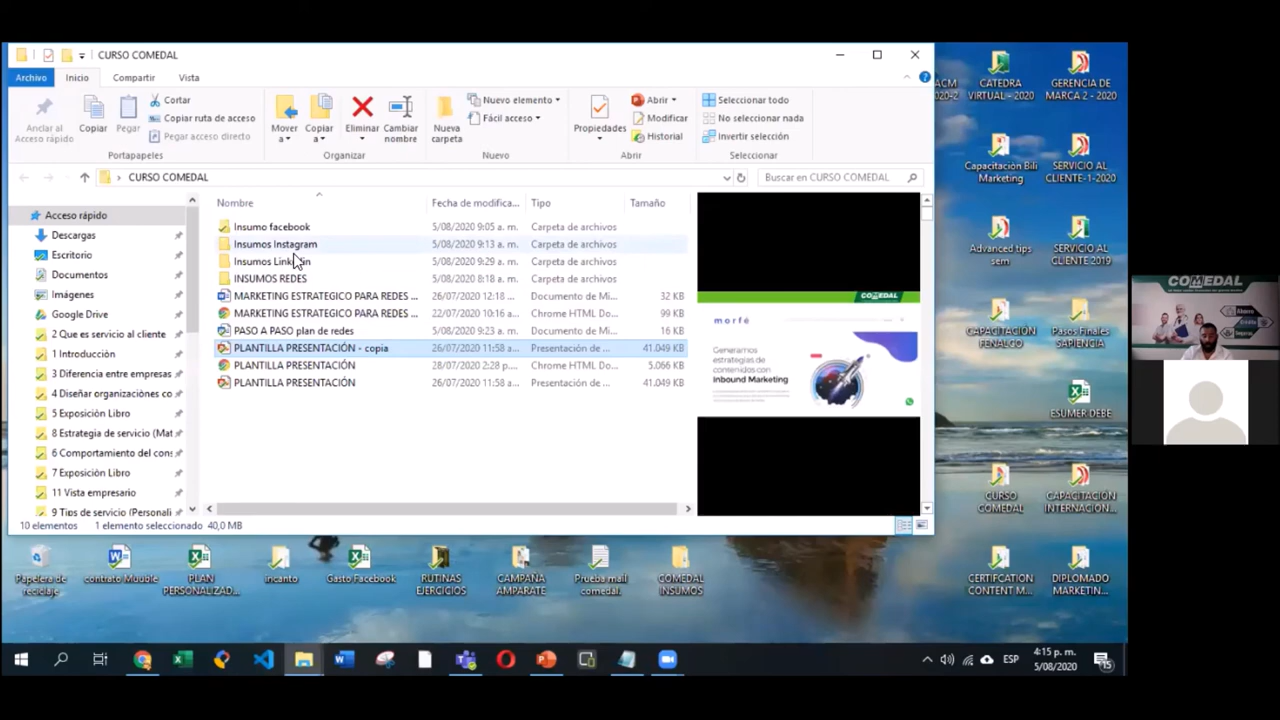 CURSO COMEDAL
Archivo Inicio Compartir Vista
Anclar al Acceso rápido
Copiar
Pegar
Cortar
Copiar ruta de acceso
Pegar acceso directo
Portapapeles
Mover a
Copiar a
Eliminar
Cambiar nombre
Organizar
Nueva carpeta
Nuevo elemento
Fácil acceso
Nuevo
Propiedades
Abrir
Modificar
Historial
Abrir
Seleccionar todo
No seleccionar nada
Invertir selección
Seleccionar
CURSO COMEDAL
Buscar en CURSO COMEDAL
Acceso rápido
Descargas
Escritorio
Documentos
Imágenes
Google Drive
2 Que es servicio al cliente
1 Introducción
3 Diferencia entre empresas
4 Diseñar organizaciónes co
5 Exposición Libro
8 Estrategia de servicio (Mat
6 Comportamiento del con:
7 Exposición Libro
11 Vista empresario
9 Tips de servicio (Personali
Nombre Fecha de modifica... Tipo Tamaño
Insumo facebook 5/08/2020 9:05 a. m. Carpeta de archivos
Insumos Instagram 5/08/2020 9:13 a. m. Carpeta de archivos
Insumos Linkedin 5/08/2020 9:29 a. m. Carpeta de archivos
INSUMOS REDES 5/08/2020 8:18 a. m. Carpeta de archivos
MARKETING ESTRATEGICO PARA REDES ... 26/07/2020 12:18 ... Documento de Mi... 32 KB
MARKETING ESTRATEGICO PARA REDES ... 22/07/2020 10:16 a... Chrome HTML Do... 99 KB
PASO A PASO plan de redes 5/08/2020 9:23 a. m. Documento de Mi... 16 KB
PLANTILLA PRESENTACIÓN - copia 26/07/2020 11:58 a... Presentación de ... 41.049 KB
PLANTILLA PRESENTACIÓN 28/07/2020 2:28 p.... Chrome HTML Do... 5.066 KB
PLANTILLA PRESENTACIÓN 26/07/2020 11:58 a... Presentación de ... 41.049 KB
COMEDAL
morfé
Generamos
estrategias de
contenidos con
Inbound Marketing
10 elementos 1 elemento seleccionado 40,0 MB
CATEDRA VIRTUAL - 2020
GERENCIA DE MARCA 2 - 2020
Capacitación Bili Marketing
SERVICIO AL CLIENTE-1-2020
Advanced tips sem
SERVICIO AL CLIENTE 2019
CAPACITACIÓN FENALCO
Pasos Finales SAPIENCIA
ESUMER DEBE
CURSO COMEDAL
CAPACITACIÓN INTERNACION...
CERTIFCATION CONTENT M...
DIPLOMADO MARKETIN...
Papelera de reciclaje
contrato Muuble
PLAN PERSONALIZAD...
incanto
Gasto Facebook
RUTINAS EJERCICIOS
CAMPAÑA AMPARATE
Prueba mail comedal.
COMEDAL INSUMOS
ESP
4:15 p. m.
5/08/2020
15
COMEDAL
Ahorro
Crédito